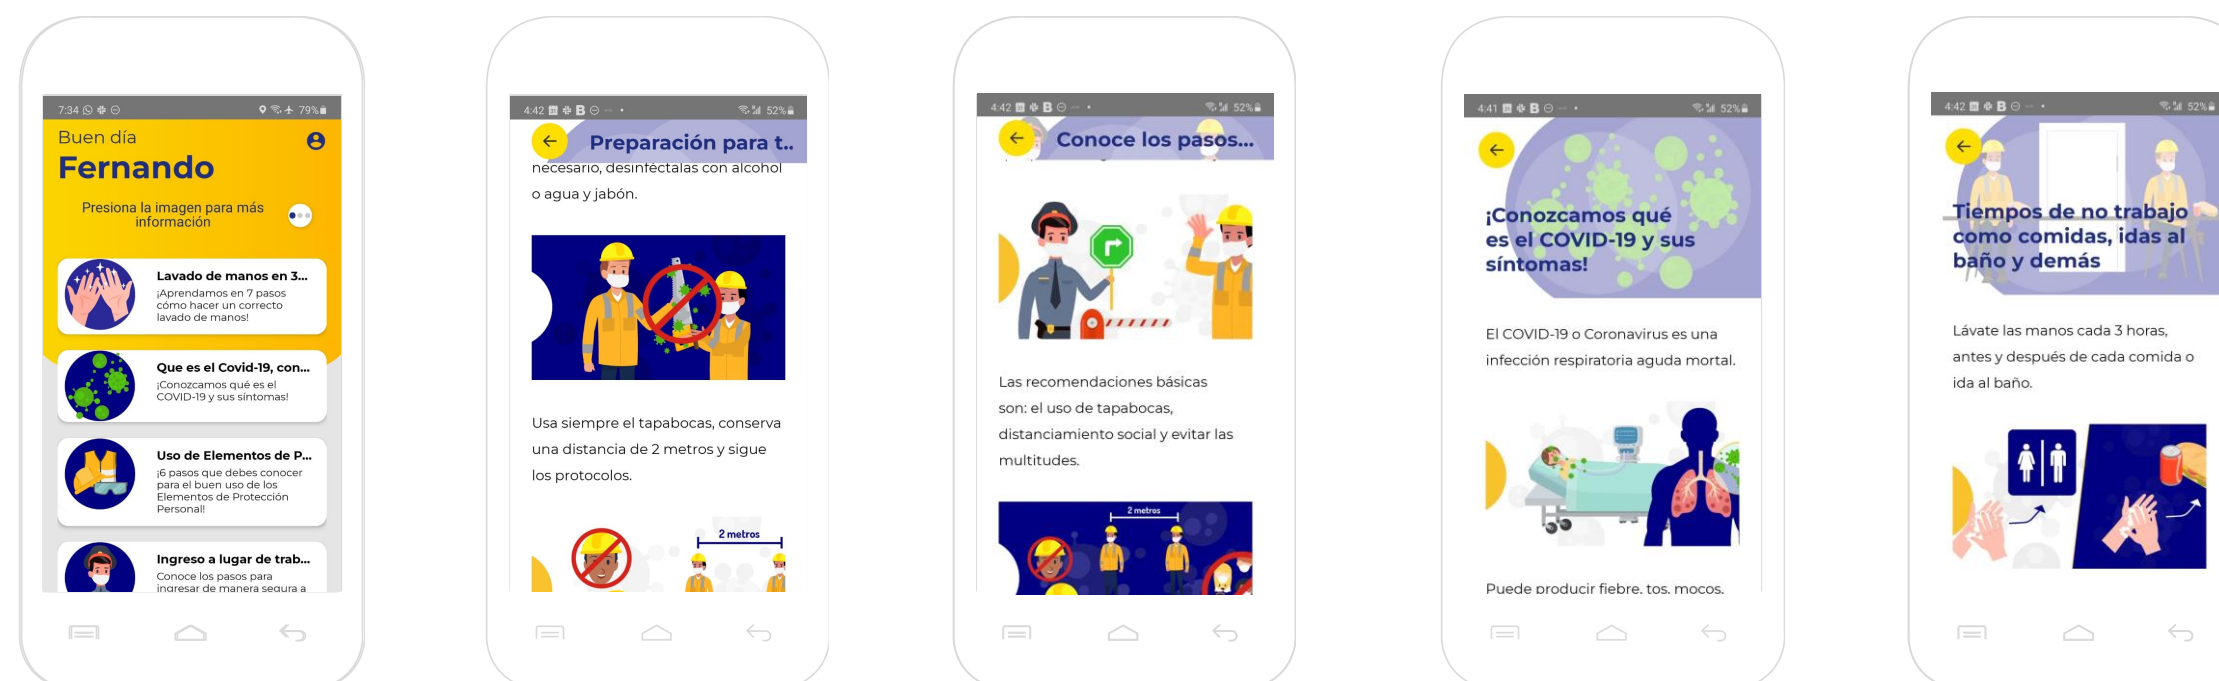 7:34
79%
Buen día
Fernando
Presiona la imagen para más
información
Lavado de manos en 3...
¡Aprendamos en 7 pasos
cómo hacer un correcto
lavado de manos!
Que es el Covid-19, con...
¡Conozcamos qué es el
COVID-19 y sus síntomas!
Uso de Elementos de P...
¡6 pasos que debes conocer
para el buen uso de los
Elementos de Protección
Personal!
Ingreso a lugar de trab...
Conoce los pasos para
ingresar de manera segura a
4:42 31 B
52%
Preparación para t..
necesario, desinféctalas con alcohol
o agua y jabón.
Usa siempre el tapabocas, conserva
una distancia de 2 metros y sigue
los protocolos.
2 metros
4:42 31 B
52%
Conoce los pasos...
Las recomendaciones básicas
son: el uso de tapabocas,
distanciamiento social y evitar las
multitudes.
2 metros
4:41 31 B
52%
¡Conozcamos qué
es el COVID-19 y sus
síntomas!
El COVID-19 o Coronavirus es una
infección respiratoria aguda mortal.
Puede producir fiebre, tos, mocos,
4:42 31 B
52%
Tiempos de no trabajo
como comidas, idas al
baño y demás
Lávate las manos cada 3 horas,
antes y después de cada comida o
ida al baño.